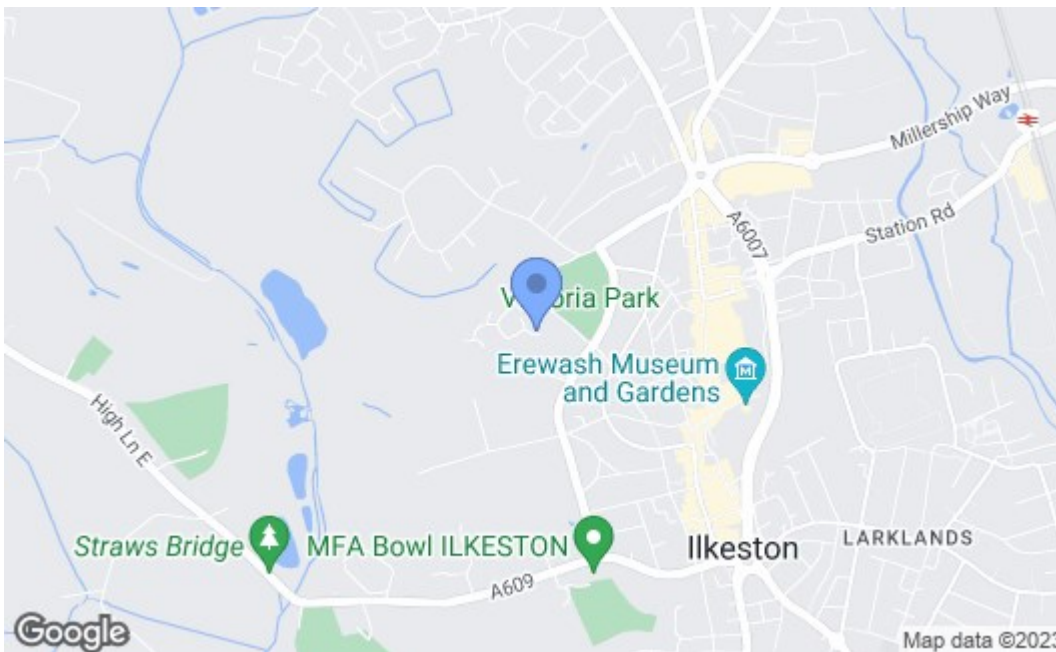 Millership Way
A6007
Station Rd
Victoria Park
Erewash Museum
and Gardens
High Ln E
Straws Bridge
MFA Bowl ILKESTON
Ilkeston
LARKLANDS
A609
Google
Map data ©2023